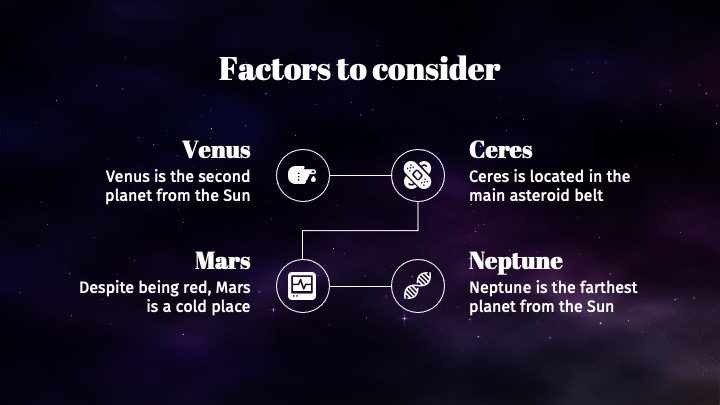 Factors to consider
Venus
Venus is the second
planet from the Sun
Ceres
Ceres is located in the
main asteroid belt
Mars
Despite being red, Mars
is a cold place
Neptune
Neptune is the farthest
planet from the Sun